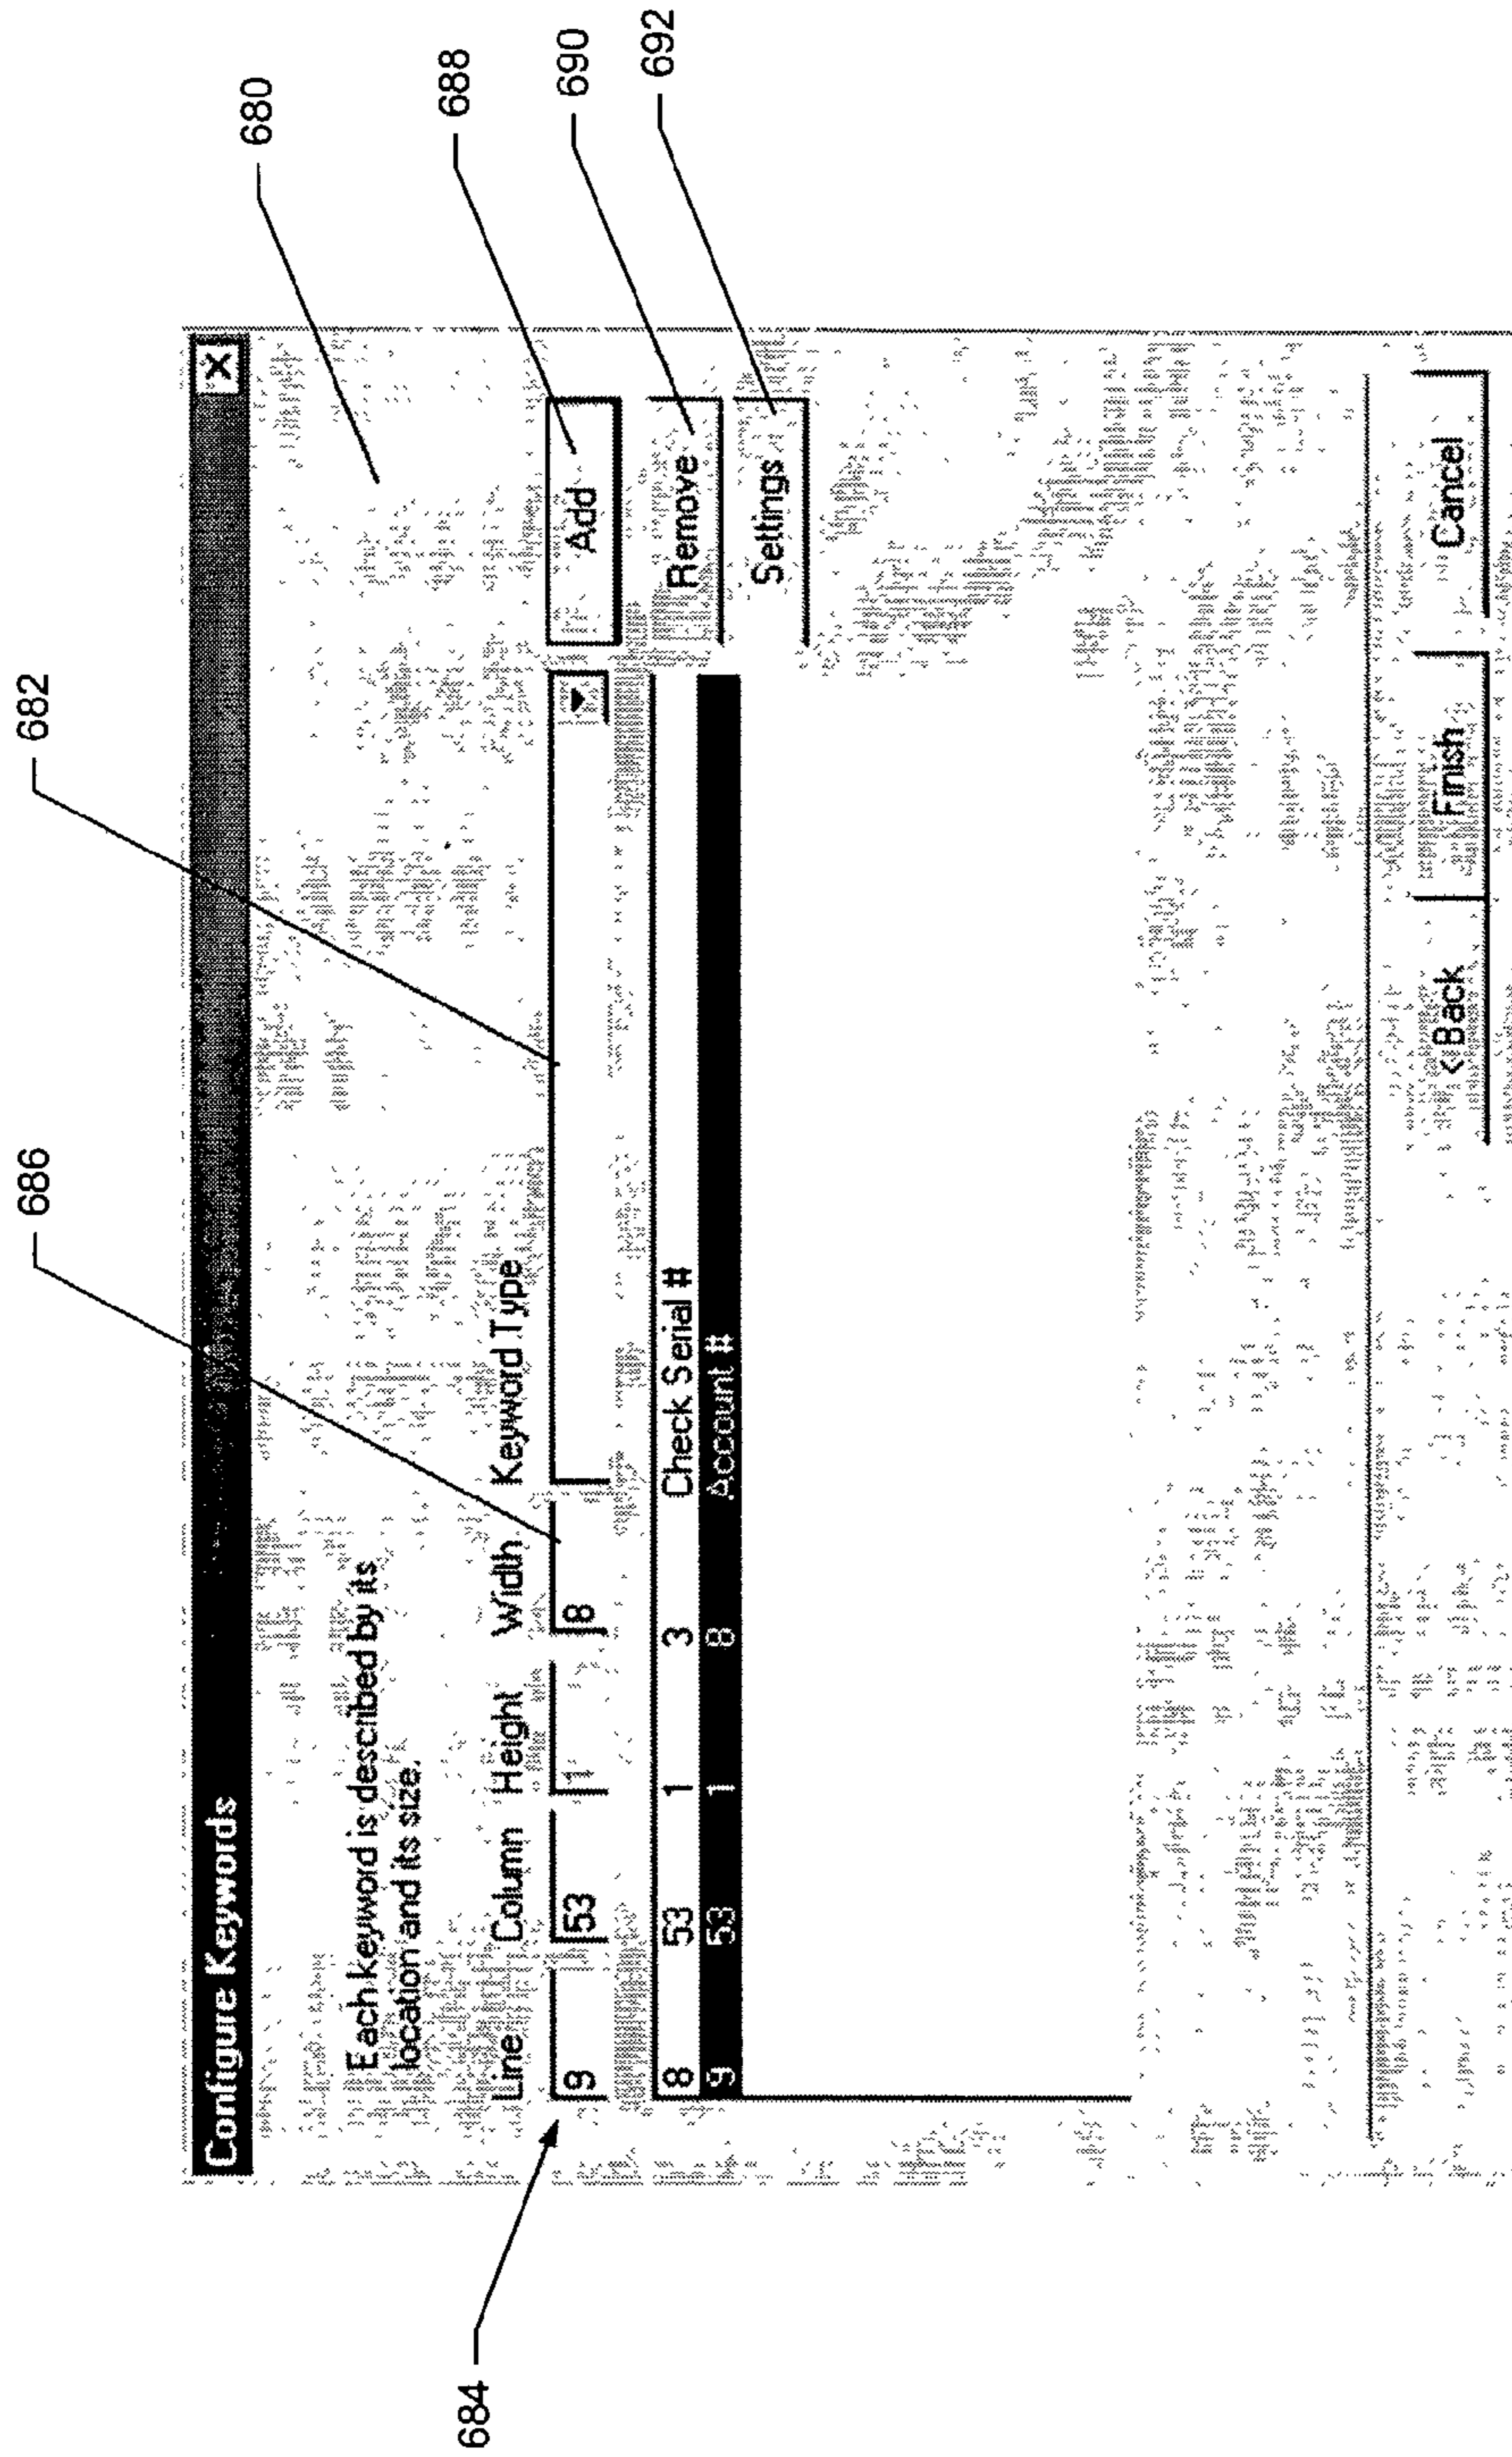 682
686
680
688
690
692
684
Configure Keywords
Each keyword is described by its
location and its size.
Line Column Height Width Keyword Type
9 53 1 8
Add
8 53 1 3 Check Serial #
9 53 1 8 Account #
Remove
Settings
<Back Finish Cancel